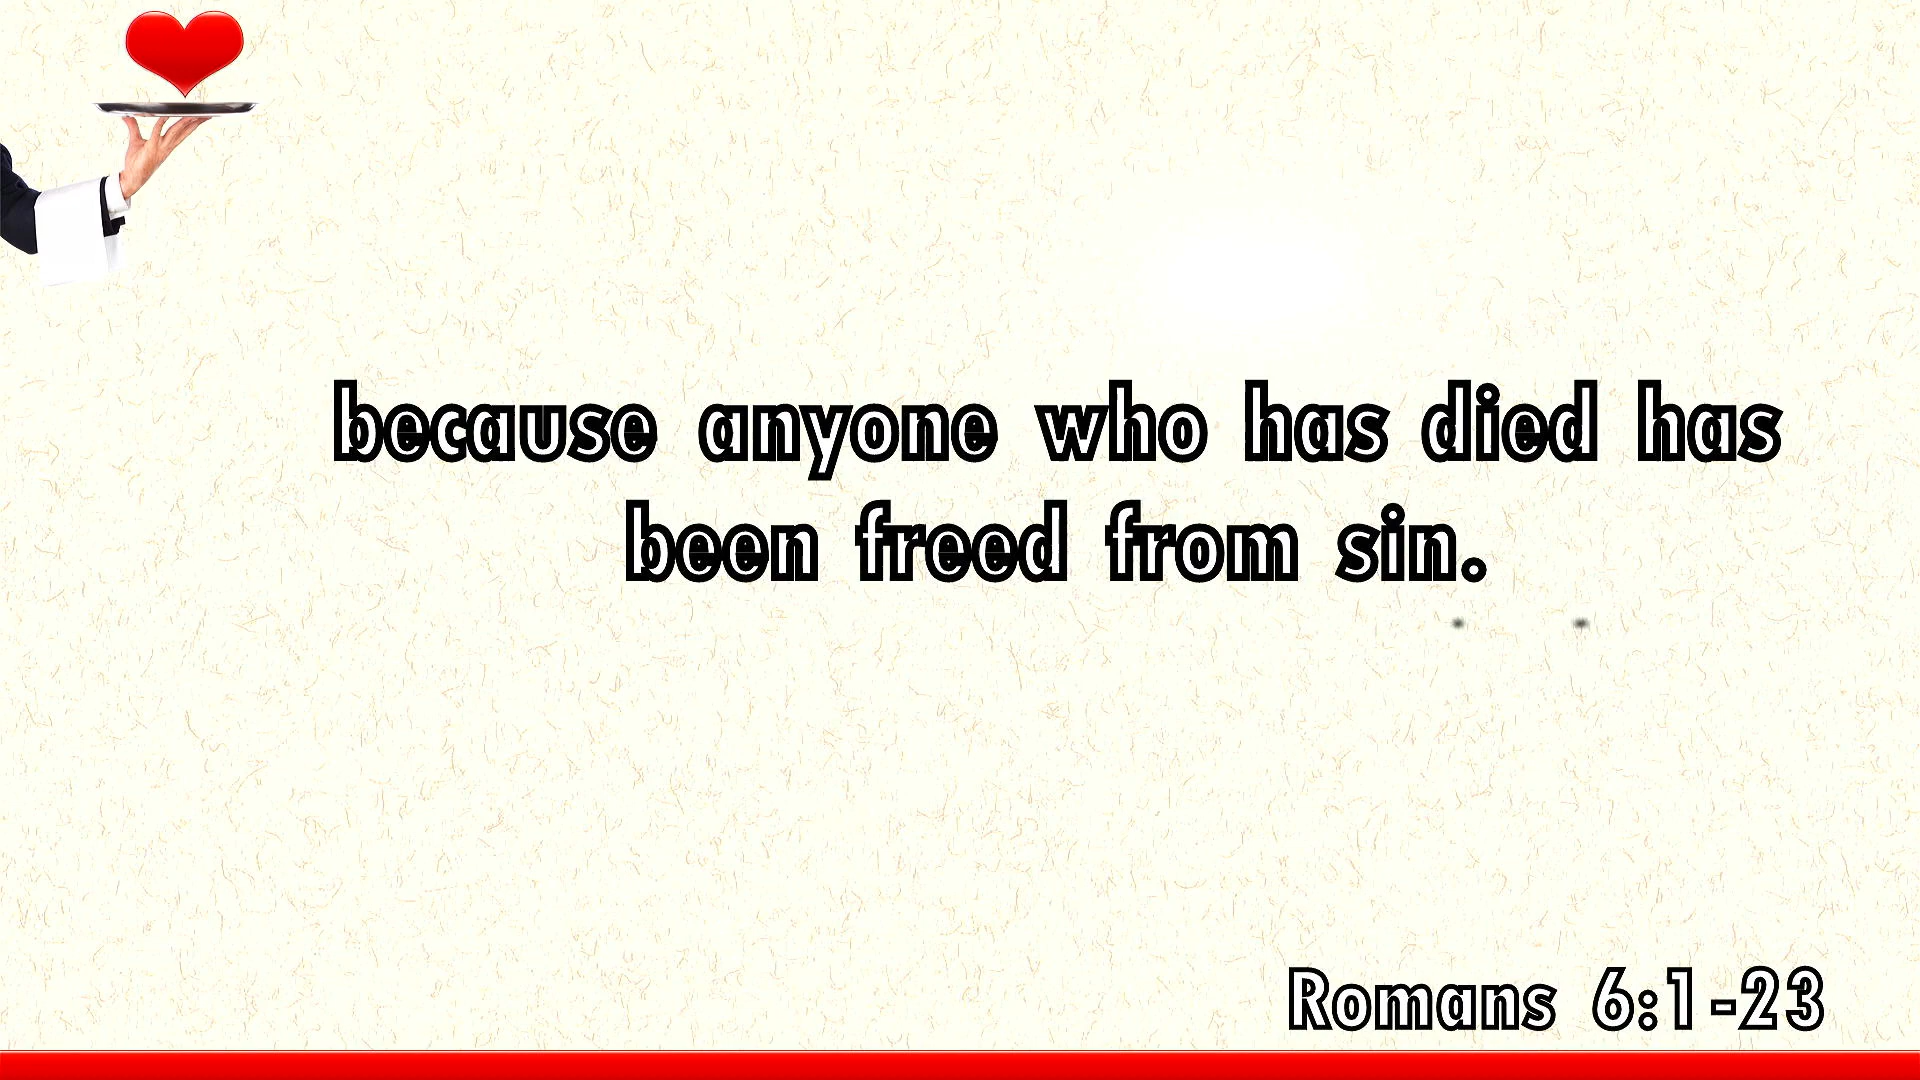 because anyone who has died has
been freed from sin.
Romans 6:1-23